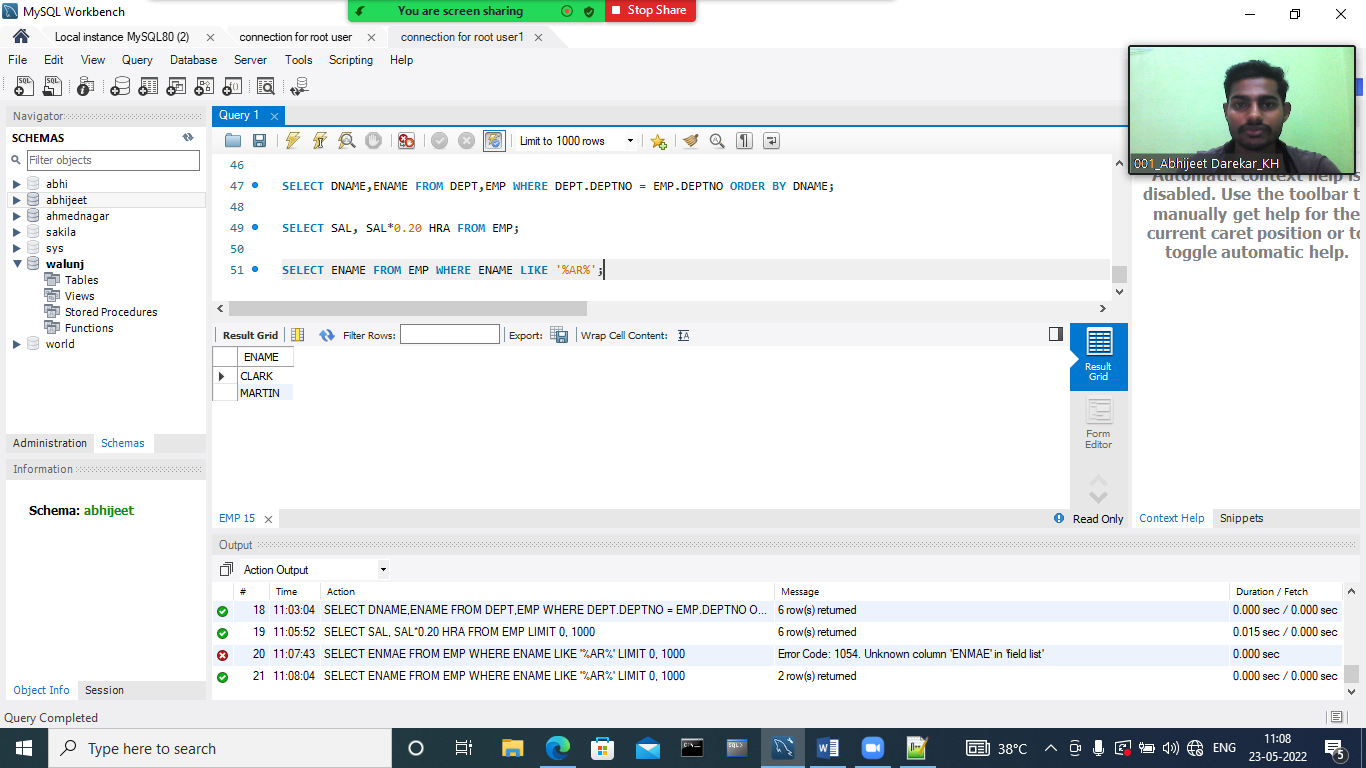 MySQL Workbench
You are screen sharing
Stop Share
Local instance MySQL80 (2)
connection for root user
connection for root user1
File Edit View Query Database Server Tools Scripting Help
Navigator
SCHEMAS
Filter objects
abhi
abhijeet
ahmednagar
sakila
sys
walunj
Tables
Views
Stored Procedures
Functions
world
Administration Schemas
Information
Schema: abhijeet
Object Info Session
Query Completed
Query 1
Limit to 1000 rows
46
47 SELECT DNAME,ENAME FROM DEPT,EMP WHERE DEPT.DEPTNO = EMP.DEPTNO ORDER BY DNAME;
48
49 SELECT SAL, SAL*0.20 HRA FROM EMP;
50
51 SELECT ENAME FROM EMP WHERE ENAME LIKE '%AR%';
Result Grid Filter Rows: Export: Wrap Cell Content:
ENAME
CLARK
MARTIN
Result
Grid
Form
Editor
EMP 15
Read Only
001_Abhijeet Darekar_KH
Automatic context help is
disabled. Use the toolbar t
manually get help for the
current caret position or to
toggle automatic help.
Context Help Snippets
Output
Action Output
# Time Action Message Duration / Fetch
18 11:03:04 SELECT DNAME,ENAME FROM DEPT,EMP WHERE DEPT.DEPTNO = EMP.DEPTNO O... 6 row(s) returned 0.000 sec / 0.000 sec
19 11:05:52 SELECT SAL, SAL*0.20 HRA FROM EMP LIMIT 0, 1000 6 row(s) returned 0.015 sec / 0.000 sec
20 11:07:43 SELECT ENMAE FROM EMP WHERE ENAME LIKE '%AR%' LIMIT 0, 1000 Error Code: 1054. Unknown column 'ENMAE' in 'field list' 0.000 sec
21 11:08:04 SELECT ENAME FROM EMP WHERE ENAME LIKE '%AR%' LIMIT 0, 1000 2 row(s) returned 0.000 sec / 0.000 sec
Type here to search
38°C
ENG
11:08
23-05-2022
5